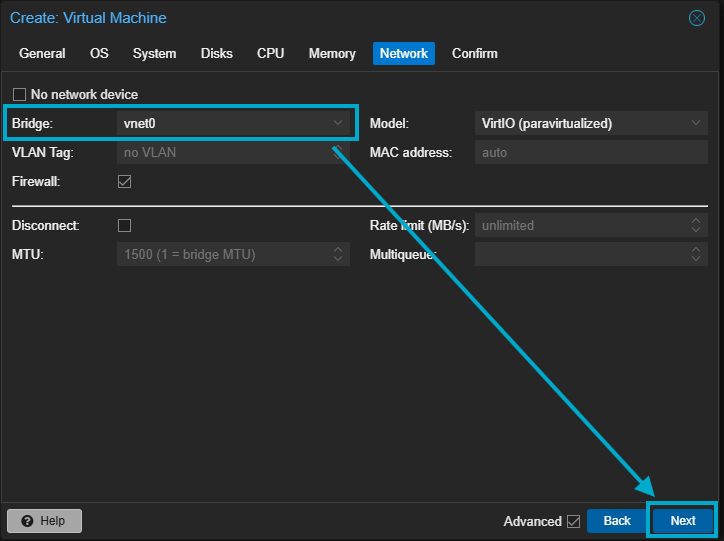 Create: Virtual Machine
General OS System Disks CPU Memory Network Confirm
No network device
Bridge: vnet0 Model: VirtIO (paravirtualized)
VLAN Tag: no VLAN MAC address: auto
Firewall:
Disconnect: Rate limit (MB/s): unlimited
MTU: 1500 (1 = bridge MTU) Multiqueue:
? Help Advanced Back Next